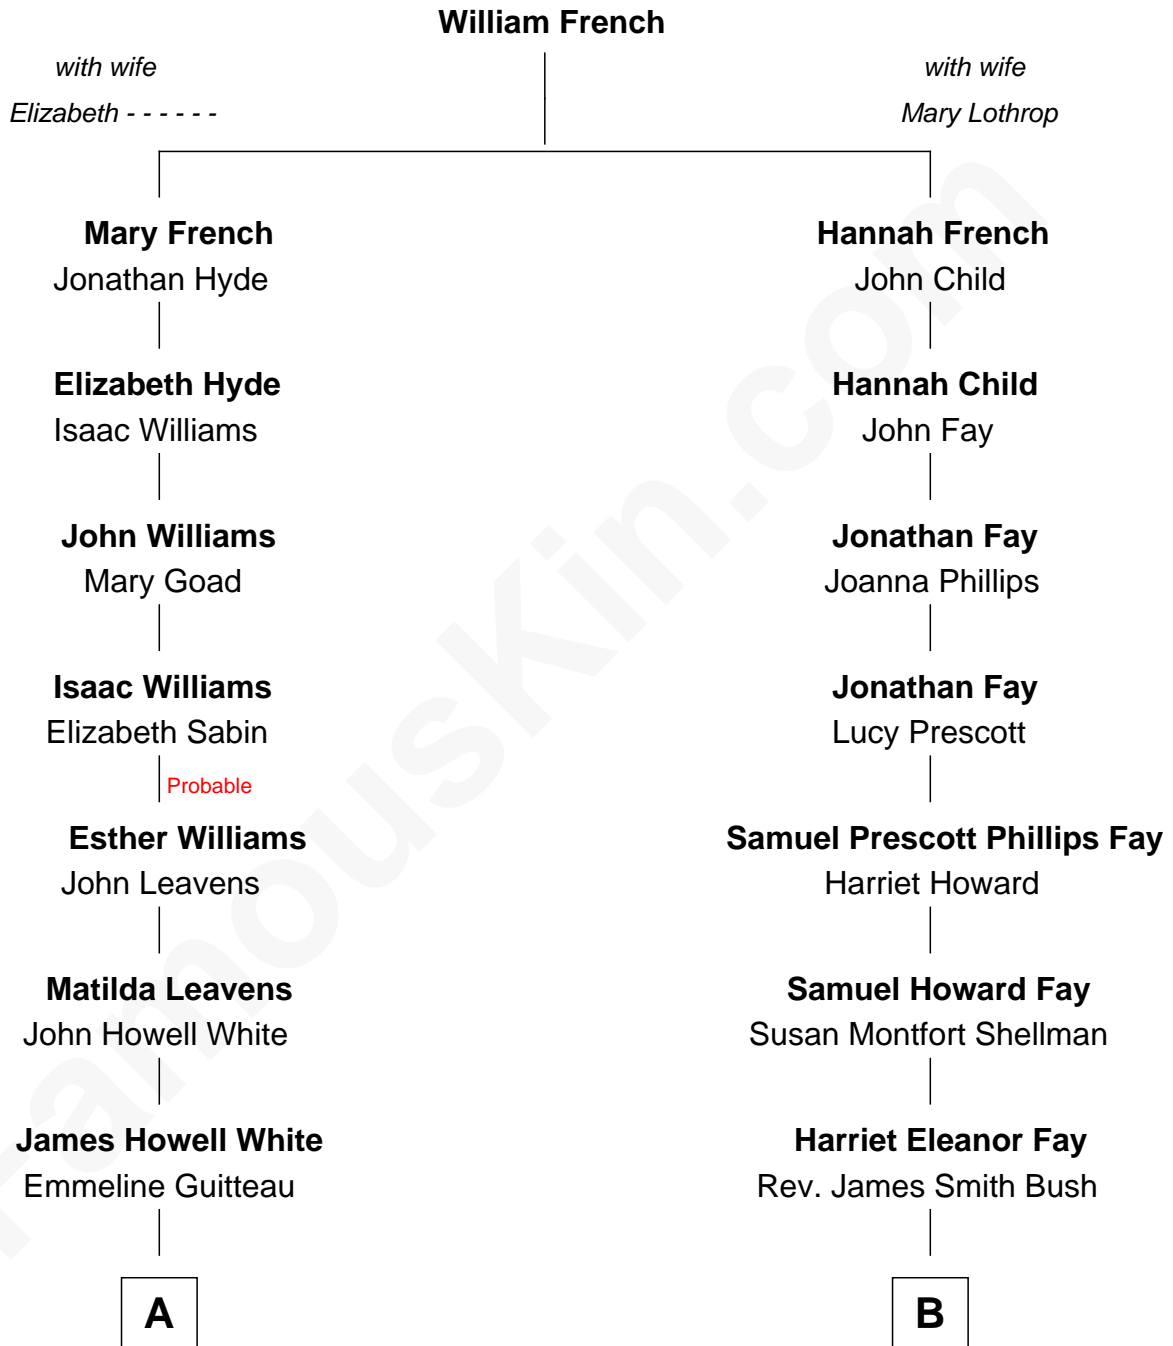 William French
with wife
Elizabeth - - - - - -
with wife
Mary Lothrop
Mary French
Jonathan Hyde
Hannah French
John Child
Elizabeth Hyde
Isaac Williams
Hannah Child
John Fay
John Williams
Mary Goad
Jonathan Fay
Joanna Phillips
Isaac Williams
Elizabeth Sabin
Jonathan Fay
Lucy Prescott
Probable
Esther Williams
John Leavens
Samuel Prescott Phillips Fay
Harriet Howard
Matilda Leavens
John Howell White
Samuel Howard Fay
Susan Montfort Shellman
James Howell White
Emmeline Guitteau
Harriet Eleanor Fay
Rev. James Smith Bush
A
B
FamousKin.com